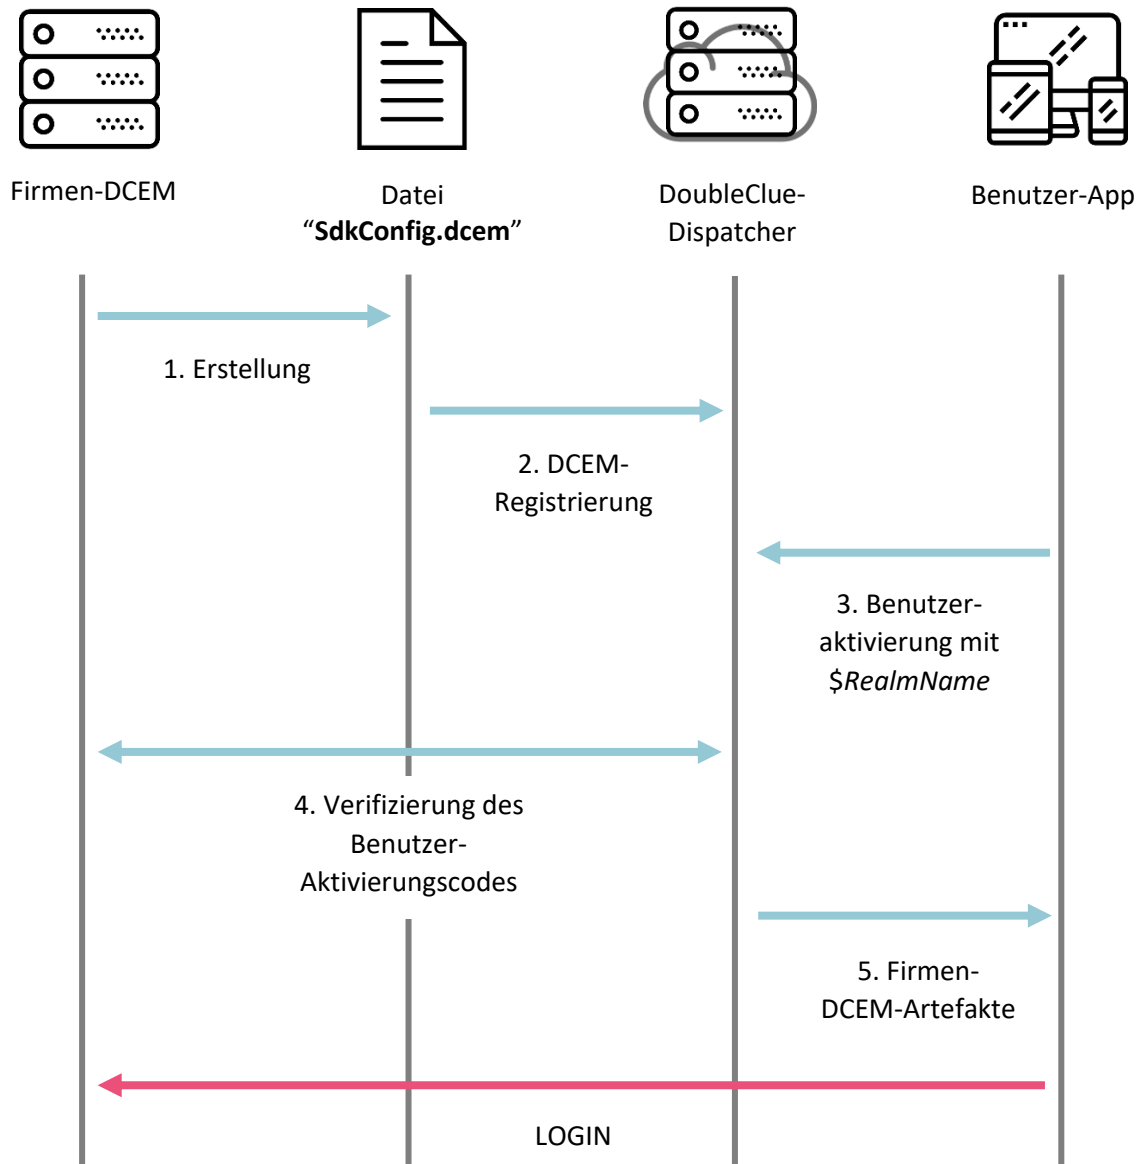 Firmen-DCEM
Datei
“SdkConfig.dcem”
DoubleClue-
Dispatcher
Benutzer-App
1. Erstellung
2. DCEM-
Registrierung
3. Benutzer-
aktivierung mit
$RealmName
4. Verifizierung des
Benutzer-
Aktivierungscodes
5. Firmen-
DCEM-Artefakte
LOGIN